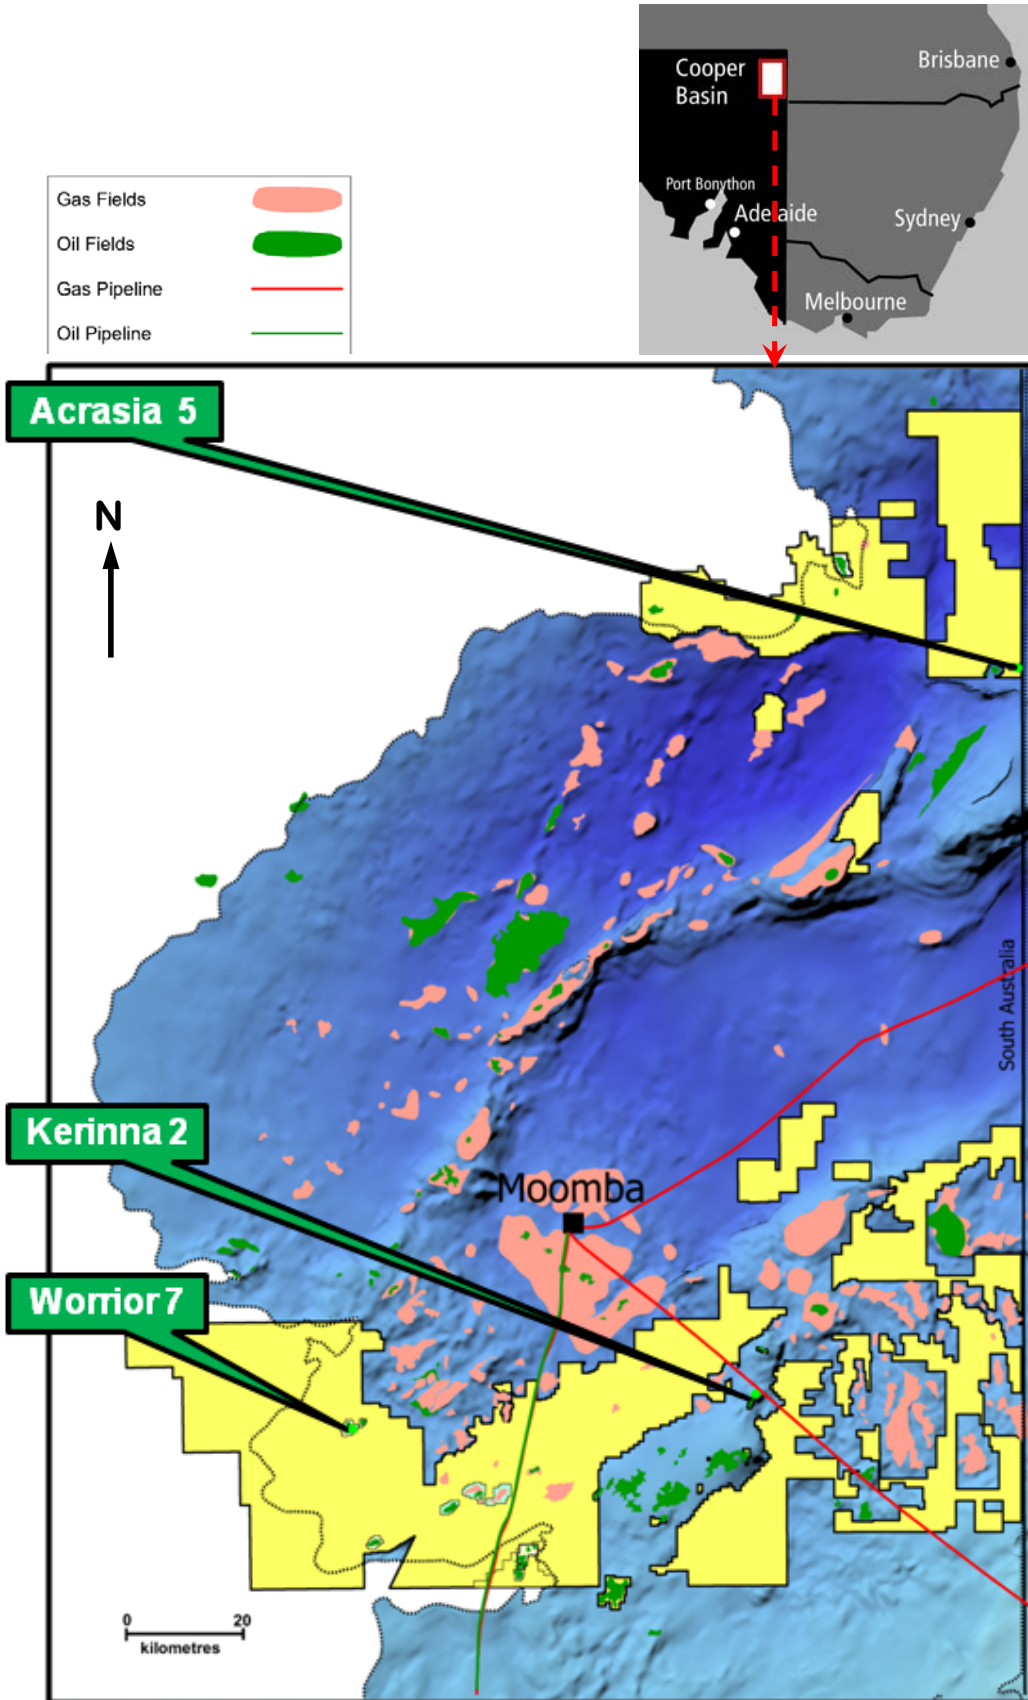 Cooper
Basin
Brisbane
Port Bonython
Adelaide
Sydney
Melbourne
Gas Fields
Oil Fields
Gas Pipeline
Oil Pipeline
Acrasia 5
N
South Australia
Kerinna 2
Moomba
Worrior 7
0 20
kilometres